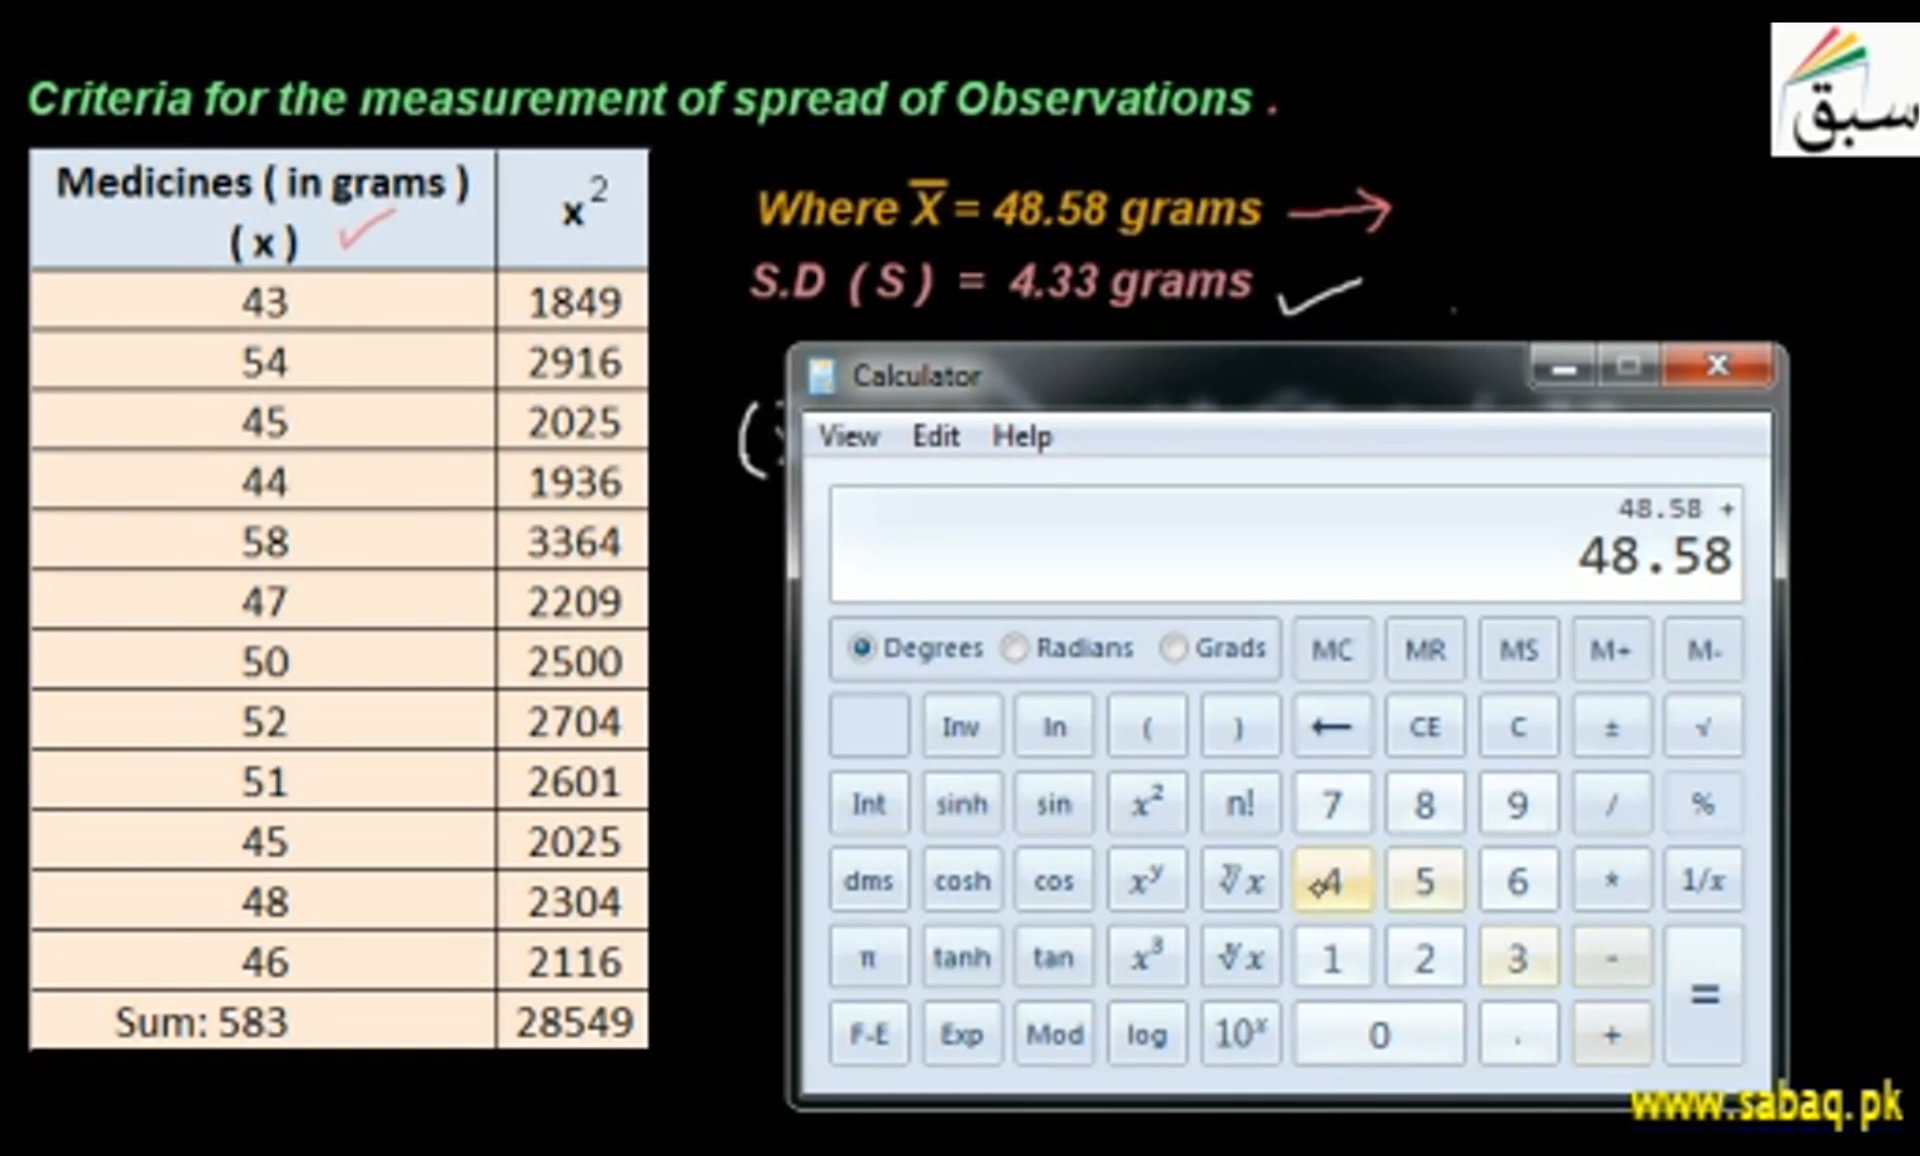 Criteria for the measurement of spread of Observations .
سبق
Medicines ( in grams ) x²
( x )
43 1849
54 2916
45 2025
44 1936
58 3364
47 2209
50 2500
52 2704
51 2601
45 2025
48 2304
46 2116
Sum: 583 28549
Where X̅ = 48.58 grams
S.D ( S ) = 4.33 grams
(
Calculator
View Edit Help
48.58 +
48.58
Degrees Radians Grads MC MR MS M+ M-
Inv ln ( ) ← CE C ± √
Int sinh sin x² n! 7 8 9 / %
dms cosh cos xʸ ʸ√x 4 5 6 * 1/x
π tanh tan x³ ³√x 1 2 3 - =
F-E Exp Mod log 10ˣ 0 . +
www.sabaq.pk